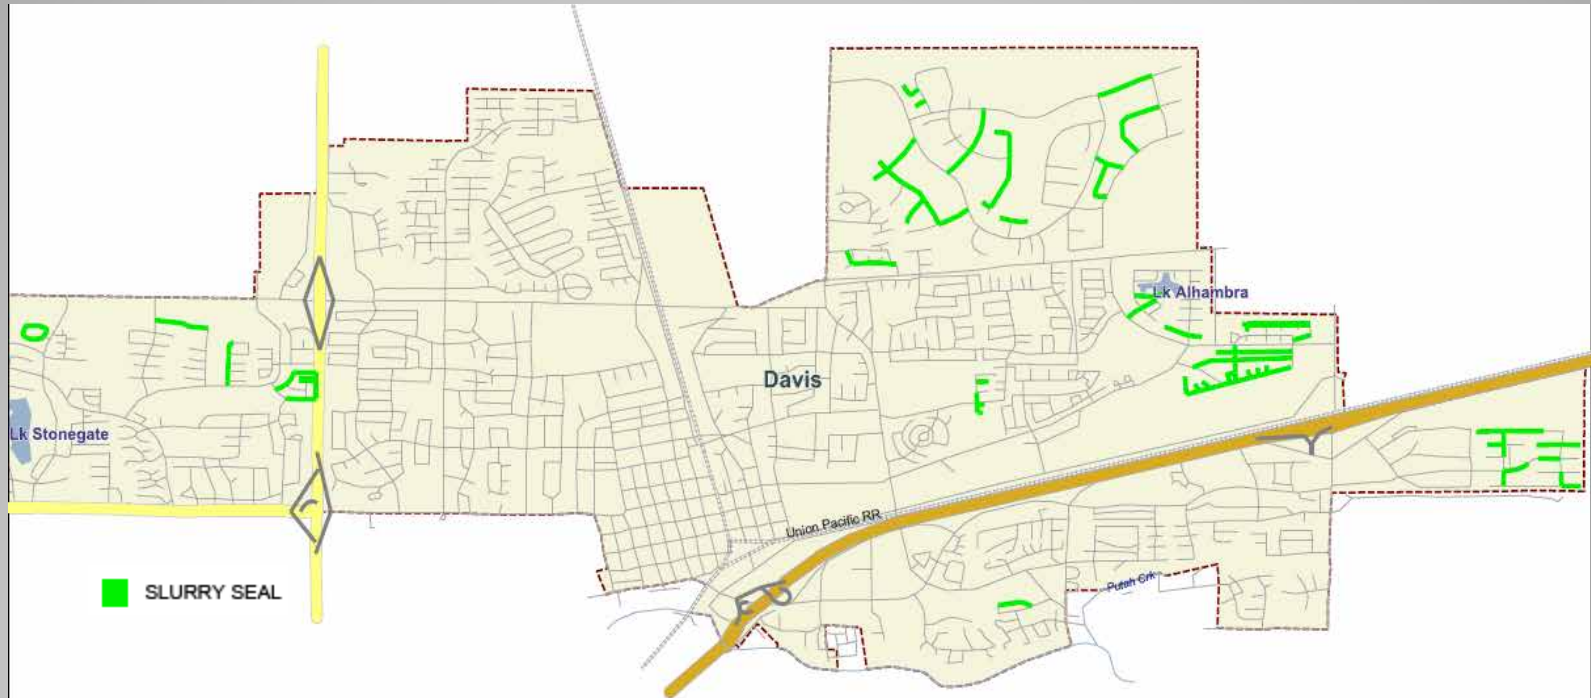 Lk Alhambra
Davis
Lk Stonegate
Union Pacific RR
Putah Crk
SLURRY SEAL